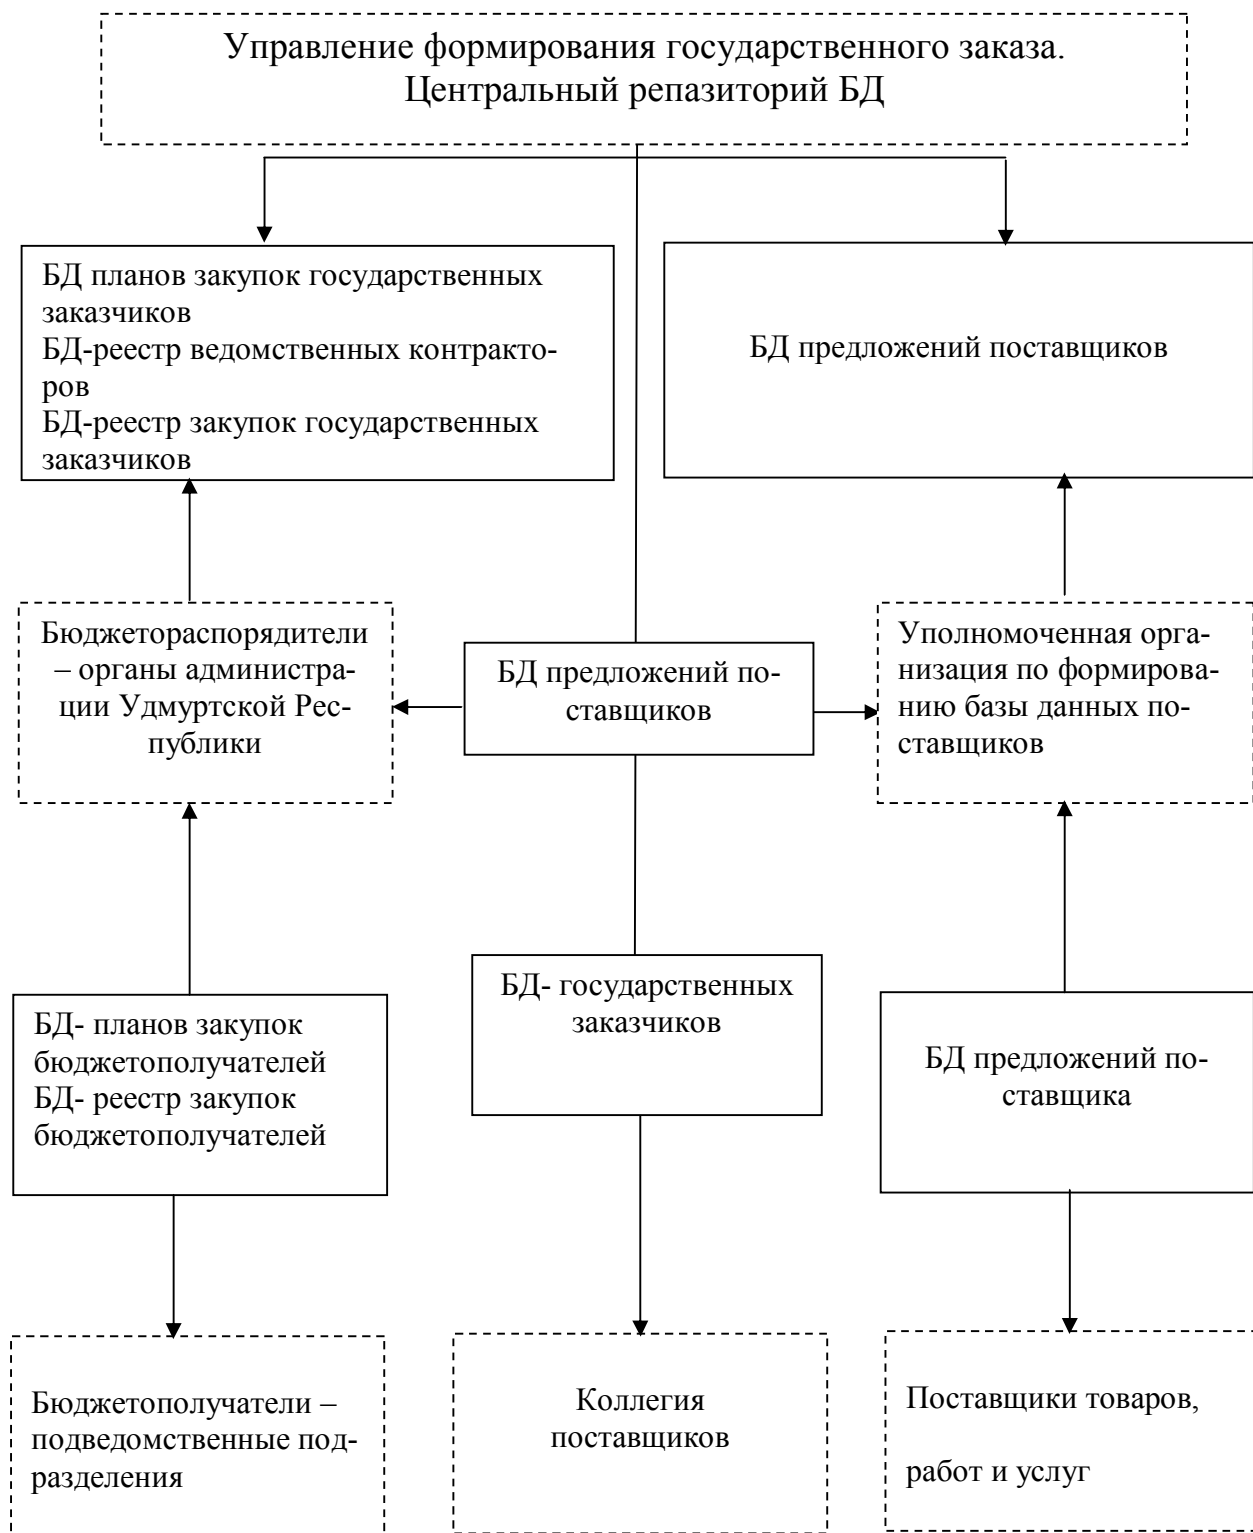 Управление формирования государственного заказа.
Центральный репазиторий БД
БД планов закупок государственных
заказчиков
БД-реестр ведомственных контракто-
ров
БД-реестр закупок государственных
заказчиков
БД предложений поставщиков
Бюджетораспорядители
– органы администра-
ции Удмуртской Рес-
публики
БД предложений по-
ставщиков
Уполномоченная орга-
низация по формирова-
нию базы данных по-
ставщиков
БД- планов закупок
бюджетополучателей
БД- реестр закупок
бюджетополучателей
БД- государственных
заказчиков
БД предложений по-
ставщика
Бюджетополучатели –
подведомственные под-
разделения
Коллегия
поставщиков
Поставщики товаров,
работ и услуг